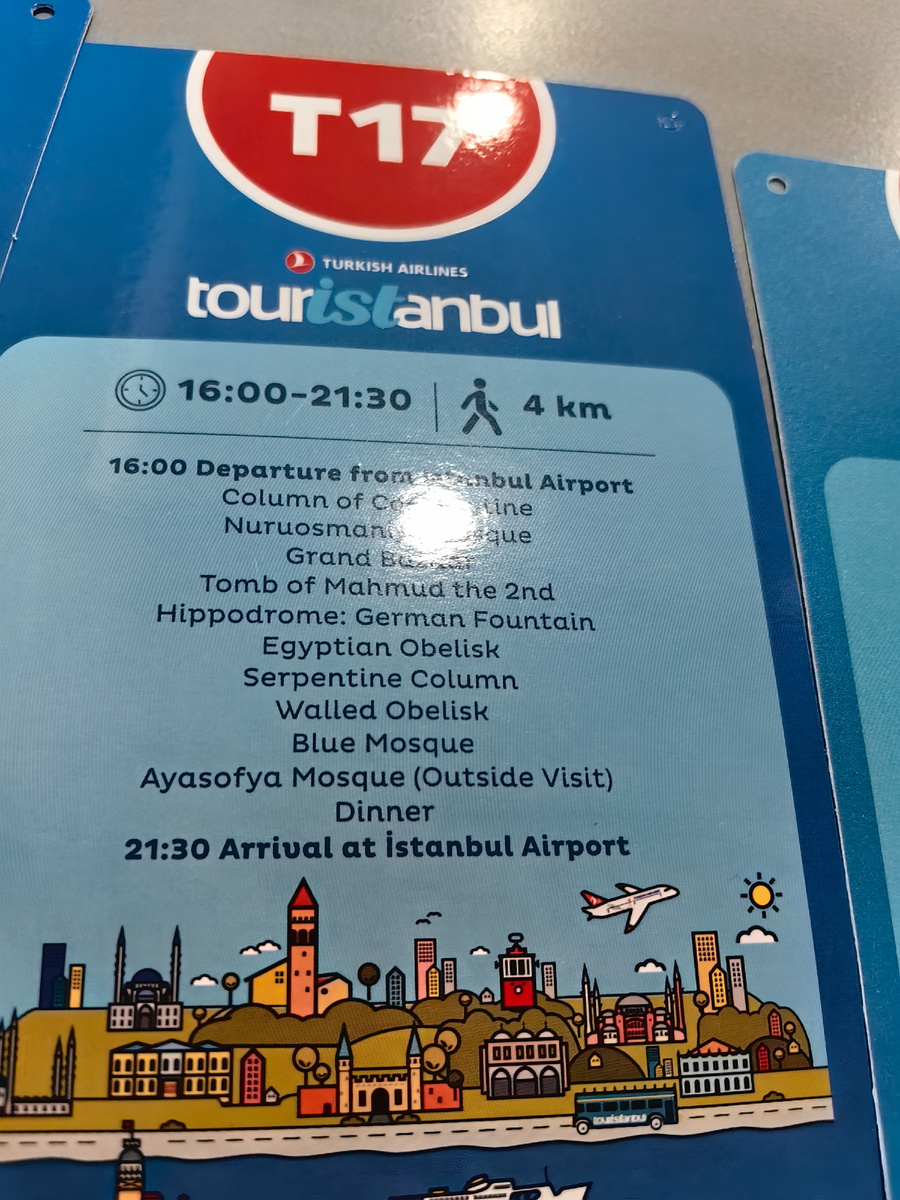 T17
TURKISH AIRLINES
touristanbul
16:00-21:30 4 km
16:00 Departure from Istanbul Airport
Column of
Grand
Tomb of Mahmud the 2nd
Hippodrome: German Fountain
Egyptian Obelisk
Serpentine Column
Walled Obelisk
Blue Mosque
Ayasofya Mosque (Outside Visit)
Dinner
21:30 Arrival at İstanbul Airport
touristanbul